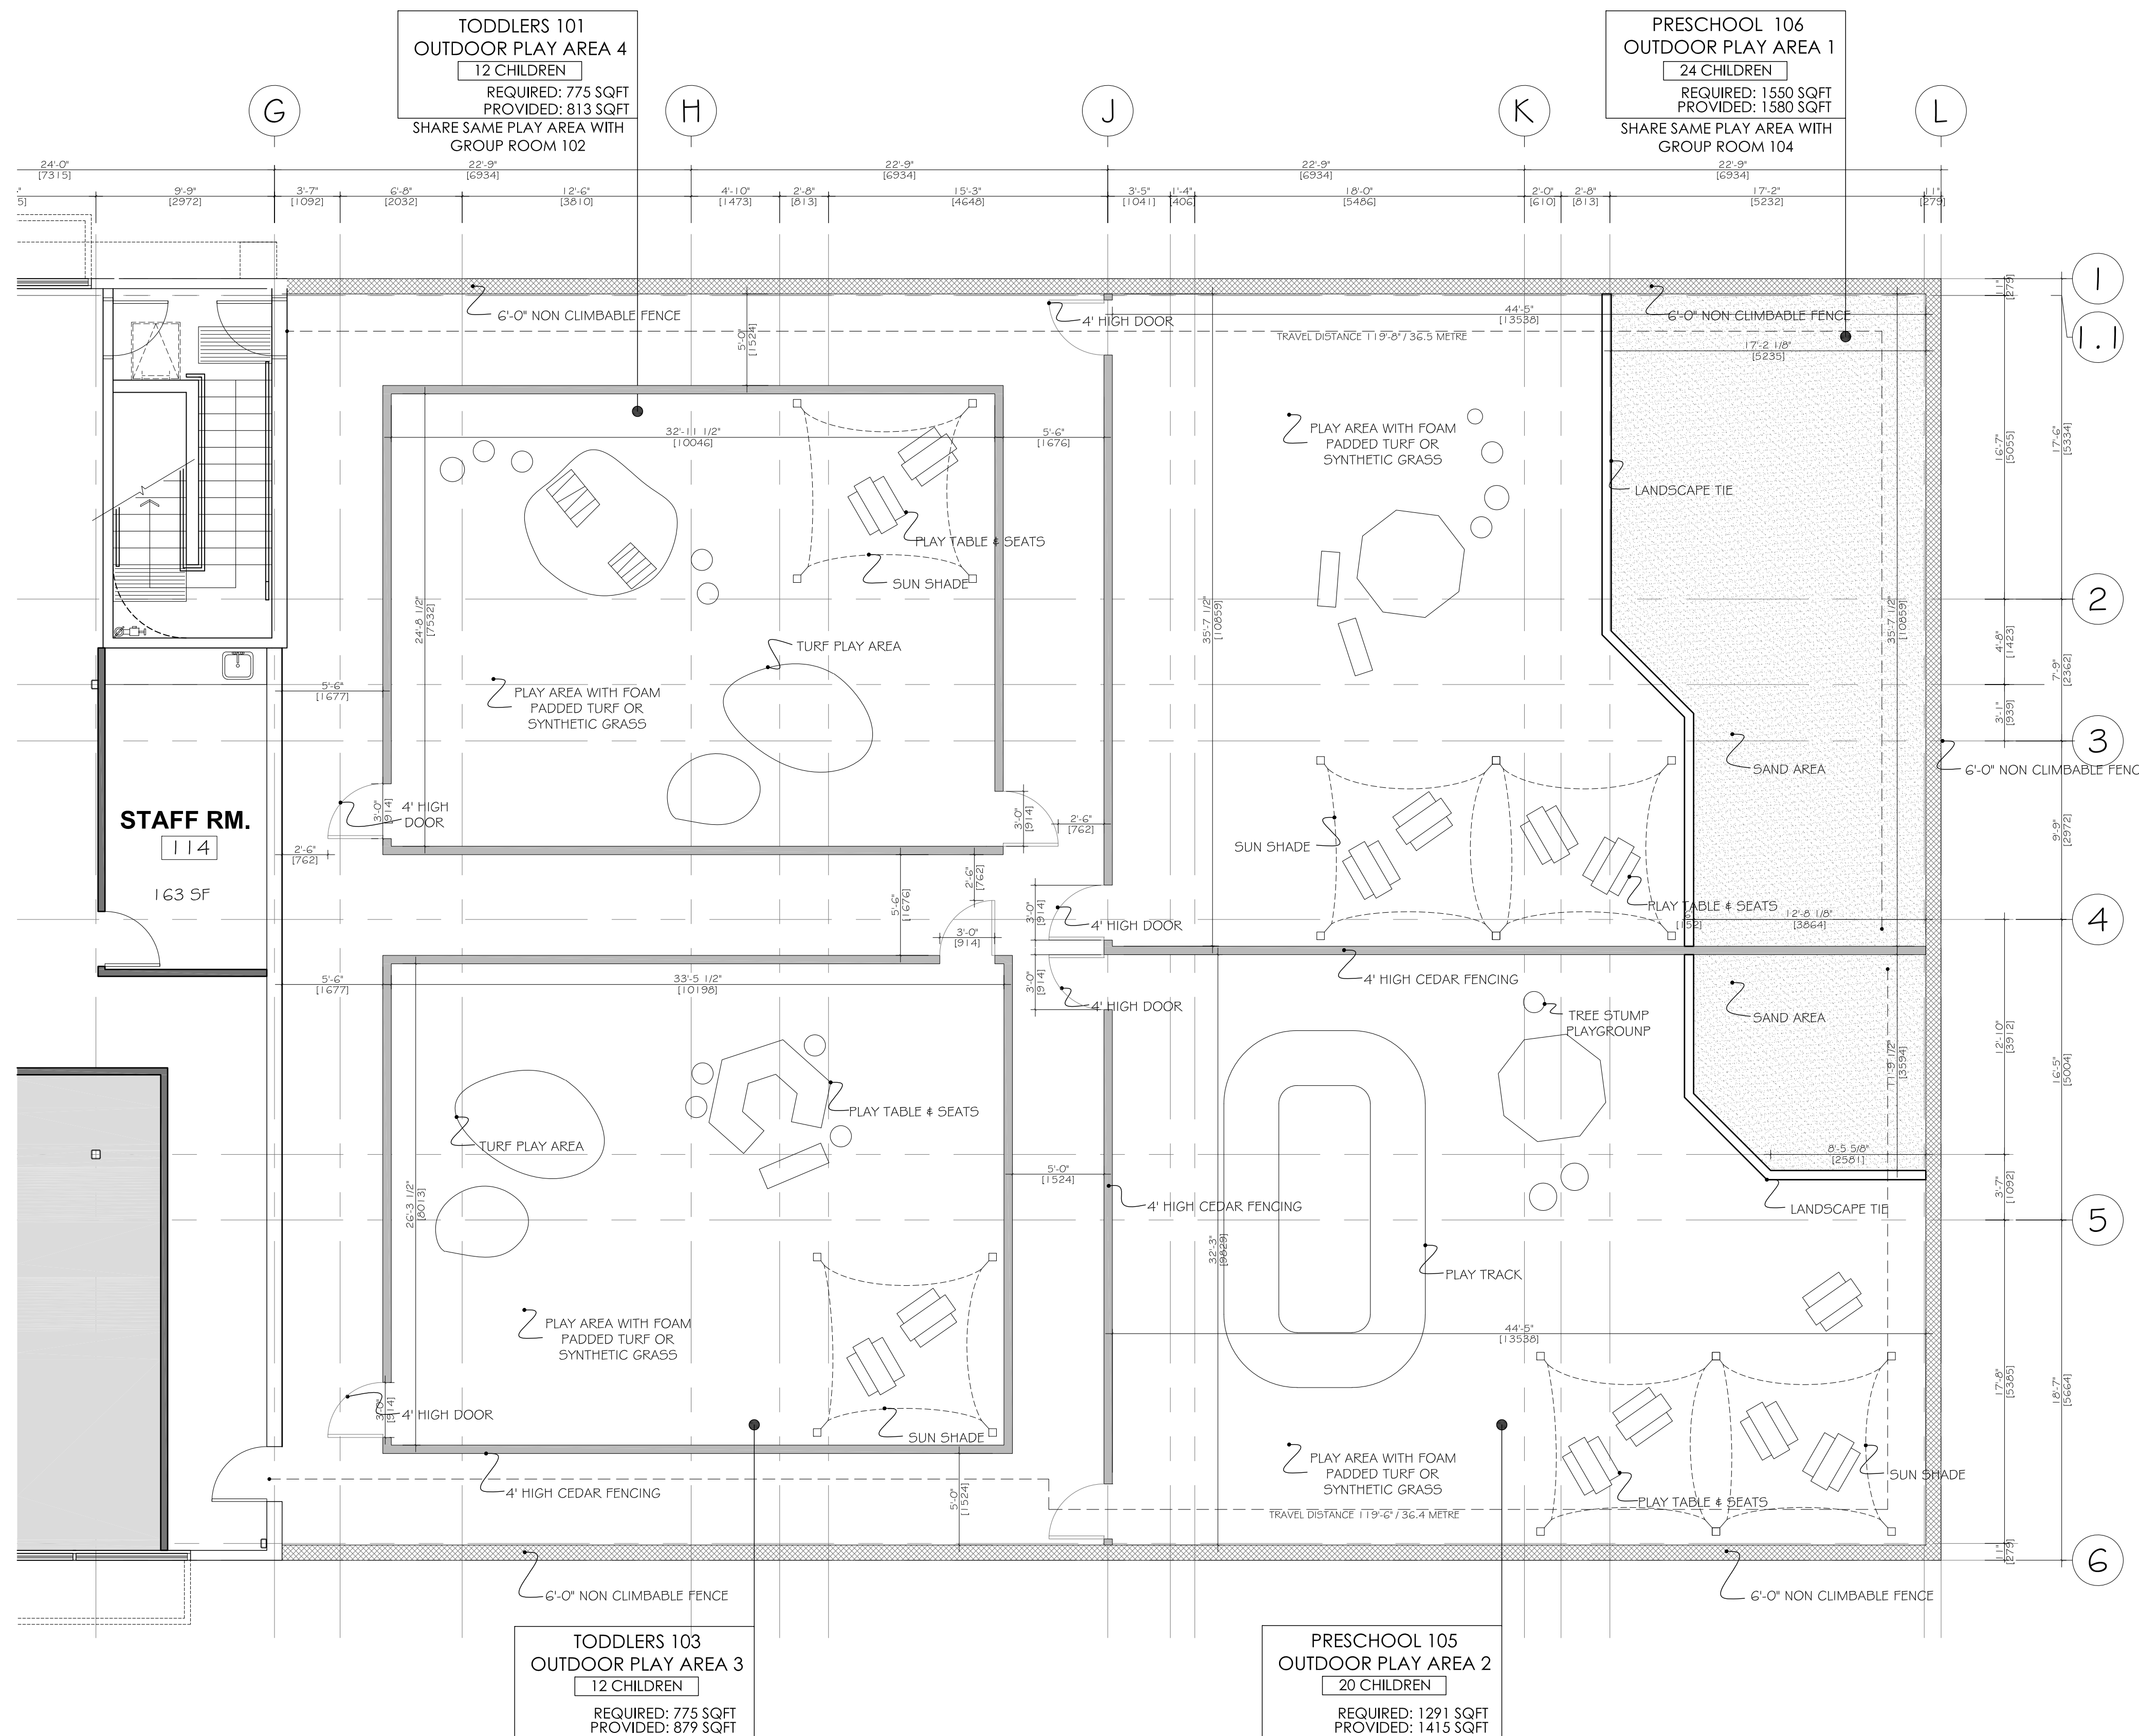 TODDLERS 101
OUTDOOR PLAY AREA 4
12 CHILDREN
REQUIRED: 775 SQFT
PROVIDED: 813 SQFT
SHARE SAME PLAY AREA WITH
GROUP ROOM 102
PRESCHOOL 106
OUTDOOR PLAY AREA 1
24 CHILDREN
REQUIRED: 1550 SQFT
PROVIDED: 1580 SQFT
SHARE SAME PLAY AREA WITH
GROUP ROOM 104
G
H
J
K
L
24'-0"
[7315]
22'-9"
[6934]
22'-9"
[6934]
22'-9"
[6934]
22'-9"
[6934]
5]
9'-9"
[2972]
3'-7"
[1092]
6'-8"
[2032]
12'-6"
[3810]
4'-10"
[1473]
2'-8"
[813]
15'-3"
[4648]
3'-5"
[1041]
1'-4"
[406]
18'-0"
[5486]
2'-0"
[610]
2'-8"
[813]
17'-2"
[5232]
11"
[279]
1
1.1
2
3
4
5
6
11"
[279]
16'-7"
[5055]
17'-6"
[5334]
4'-8"
[1423]
7'-9"
[2362]
3'-1"
[939]
9'-9"
[2972]
12'-10"
[3912]
16'-5"
[5004]
3'-7"
[1092]
17'-8"
[5385]
18'-7"
[5664]
11"
[279]
6'-0" NON CLIMBABLE FENCE
5'-0"
[1524]
4' HIGH DOOR
44'-5"
[13538]
6'-0" NON CLIMBABLE FENCE
TRAVEL DISTANCE 119'-8" / 36.5 METRE
17'-2 1/8"
[5235]
32'-11 1/2"
[10046]
5'-6"
[1676]
PLAY AREA WITH FOAM
PADDED TURF OR
SYNTHETIC GRASS
LANDSCAPE TIE
PLAY TABLE & SEATS
SUN SHADE
24'-8 1/2"
[7532]
35'-7 1/2"
[10859]
35'-7 1/2"
[10859]
TURF PLAY AREA
5'-6"
[1677]
PLAY AREA WITH FOAM
PADDED TURF OR
SYNTHETIC GRASS
SAND AREA
6'-0" NON CLIMBABLE FENC
STAFF RM.
114
163 SF
3'-0"
[914]
4' HIGH
DOOR
2'-6"
[762]
3'-0"
[914]
2'-6"
[762]
SUN SHADE
PLAY TABLE & SEATS
5'-6"
[1676]
2'-6"
[762]
3'-0"
[914]
3'-0"
[914]
4' HIGH DOOR
[152]
12'-8 1/8"
[3864]
3'-0"
[914]
4' HIGH DOOR
4' HIGH CEDAR FENCING
5'-6"
[1677]
33'-5 1/2"
[10198]
TREE STUMP
PLAYGROUNP
SAND AREA
11'-9 1/2"
[3594]
PLAY TABLE & SEATS
TURF PLAY AREA
26'-3 1/2"
[8013]
5'-0"
[1524]
4' HIGH CEDAR FENCING
8'-5 5/8"
[2581]
LANDSCAPE TIE
32'-3"
[9829]
PLAY TRACK
PLAY AREA WITH FOAM
PADDED TURF OR
SYNTHETIC GRASS
44'-5"
[13538]
3'-0"
[914]
4' HIGH DOOR
SUN SHADE
PLAY AREA WITH FOAM
PADDED TURF OR
SYNTHETIC GRASS
SUN SHADE
PLAY TABLE & SEATS
4' HIGH CEDAR FENCING
5'-0"
[1524]
TRAVEL DISTANCE 119'-6" / 36.4 METRE
6'-0" NON CLIMBABLE FENCE
6'-0" NON CLIMBABLE FENCE
TODDLERS 103
OUTDOOR PLAY AREA 3
12 CHILDREN
REQUIRED: 775 SQFT
PROVIDED: 879 SQFT
PRESCHOOL 105
OUTDOOR PLAY AREA 2
20 CHILDREN
REQUIRED: 1291 SQFT
PROVIDED: 1415 SQFT